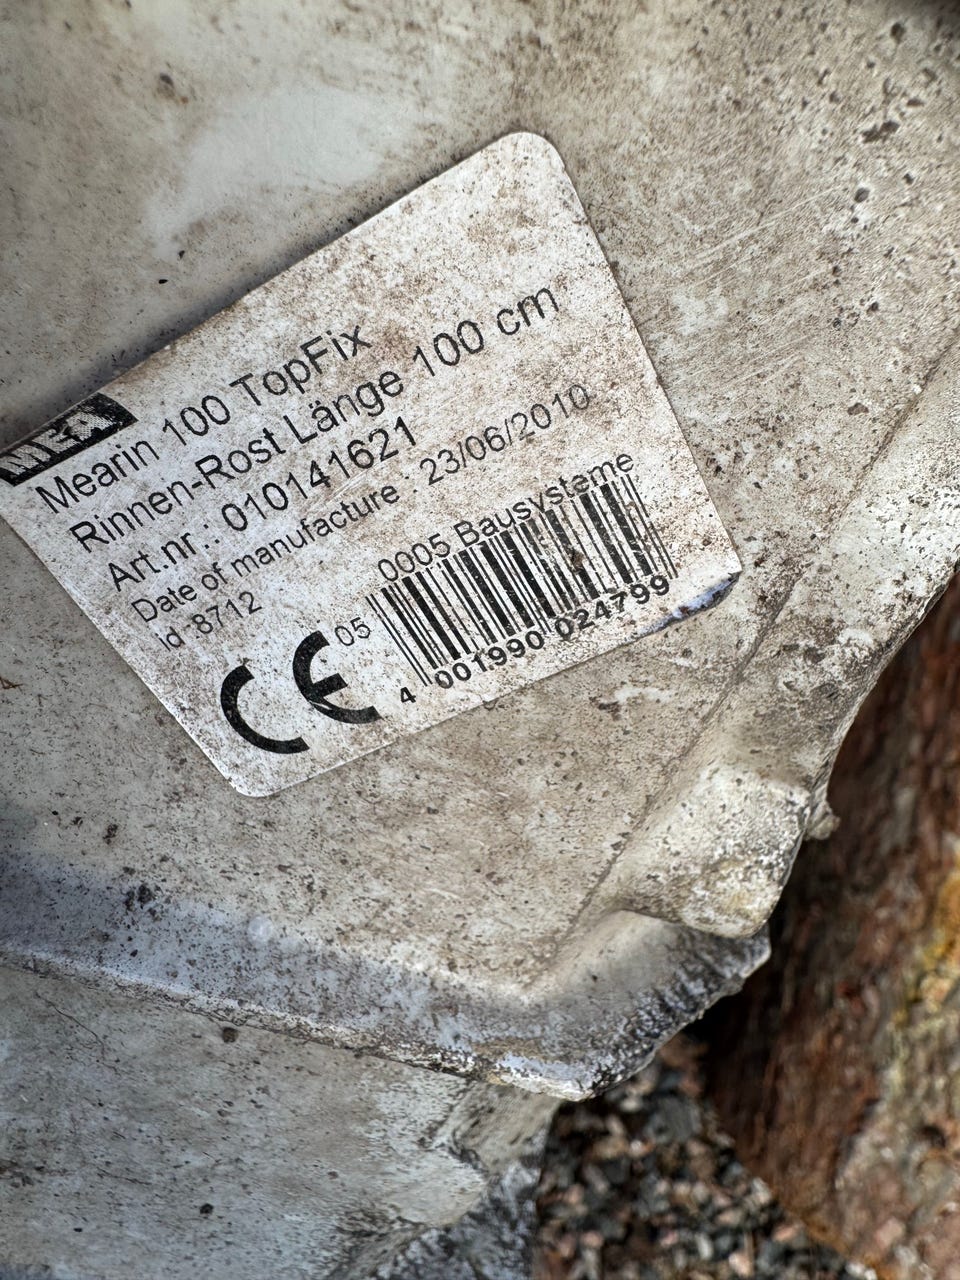 MEA
Mearin 100 TopFix
Rinnen-Rost Länge 100 cm
Art.nr.: 010141621
Date of manufacture : 23/06/2010
Id 8712
0005 Bausysteme
CE 05
4 001990 024799